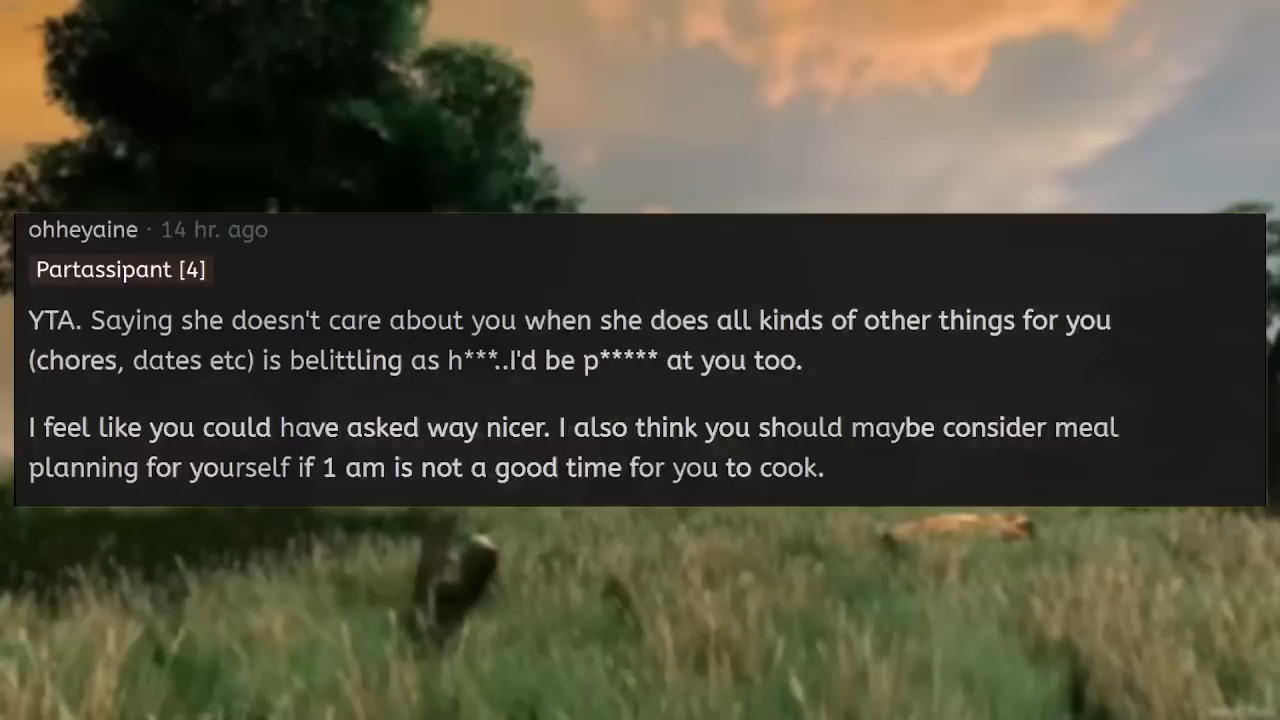 ohheyaine · 14 hr. ago
Partassipant [4]
YTA. Saying she doesn't care about you when she does all kinds of other things for you
(chores, dates etc) is belittling as h***..I'd be p***** at you too.
I feel like you could have asked way nicer. I also think you should maybe consider meal
planning for yourself if 1 am is not a good time for you to cook.